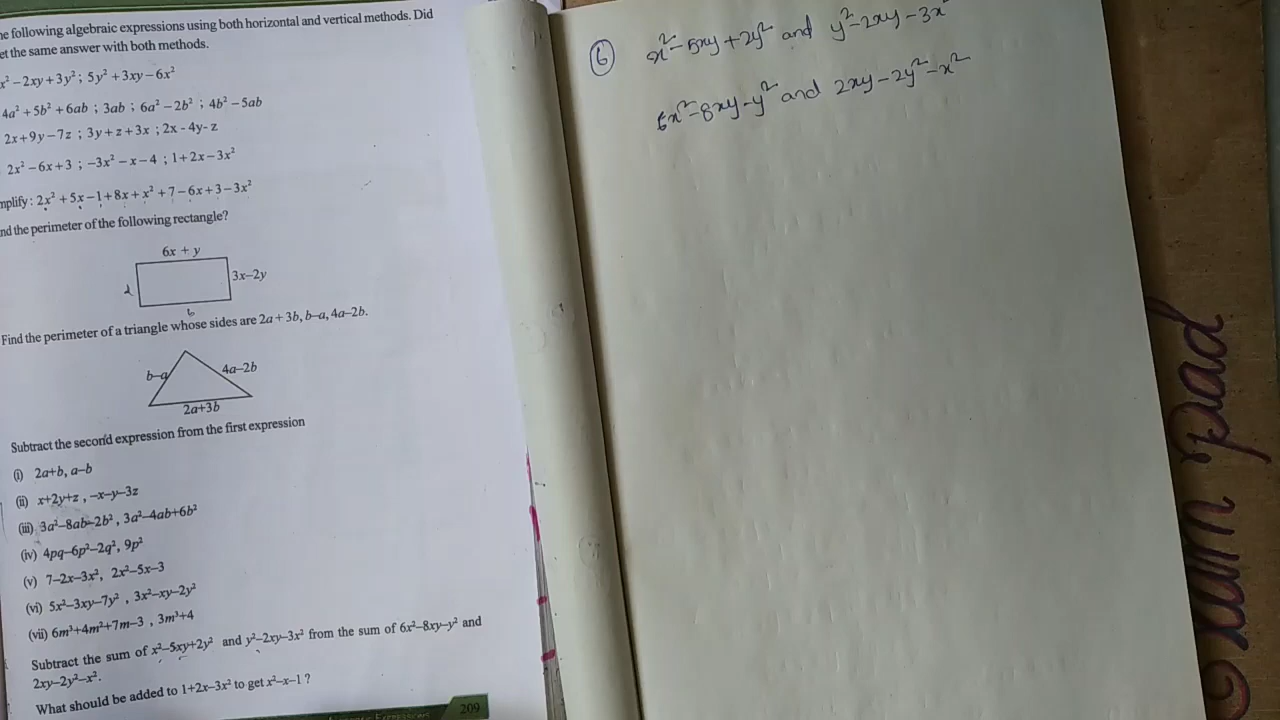 following algebraic expressions using both horizontal and vertical methods. Did
the same answer with both methods.
x² – 2xy + 3y² ; 5y² + 3xy – 6x²
4a² + 5b² + 6ab ; 3ab ; 6a² – 2b² ; 4b² – 5ab
2x + 9y – 7z ; 3y + z + 3x ; 2x - 4y - z
2x² – 6x + 3 ; –3x² – x – 4 ; 1 + 2x – 3x²
mplify : 2x² + 5x – 1 + 8x + x² + 7 – 6x + 3 – 3x²
nd the perimeter of the following rectangle?
6x + y
3x–2y
b
Find the perimeter of a triangle whose sides are 2a + 3b, b–a, 4a–2b.
b–a
4a–2b
2a+3b
Subtract the second expression from the first expression
(i) 2a+b, a–b
(ii) x+2y+z , –x–y–3z
(iii) 3a²–8ab–2b² , 3a²–4ab+6b²
(iv) 4pq–6p²–2q², 9p²
(v) 7–2x–3x², 2x²–5x–3
(vi) 5x²–3xy–7y² , 3x²–xy–2y²
(vii) 6m³+4m²+7m–3 , 3m³+4
Subtract the sum of x²–5xy+2y² and y²–2xy–3x² from the sum of 6x²–8xy–y² and
2xy–2y²–x².
What should be added to 1+2x–3x² to get x²–x–1 ?
209
6 x² – 5xy + 2y² and y² – 2xy – 3x²
6x² – 8xy – y² and 2xy – 2y² – x²
pad